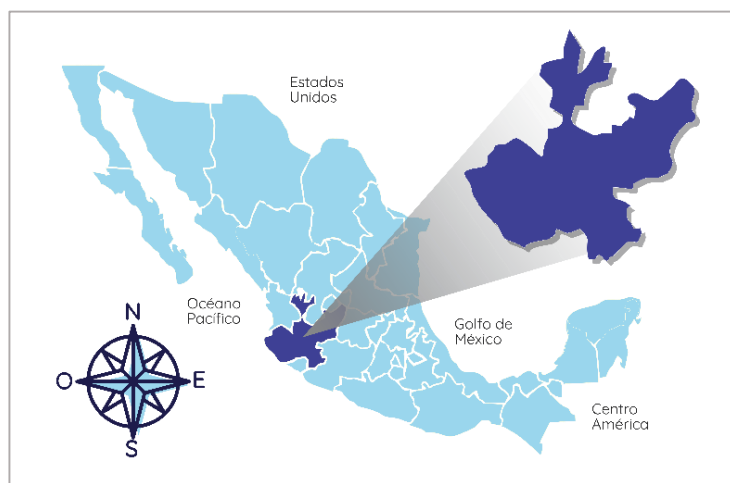 Estados
Unidos
Océano
Pacífico
Golfo de
México
Centro
América
N
O
E
S